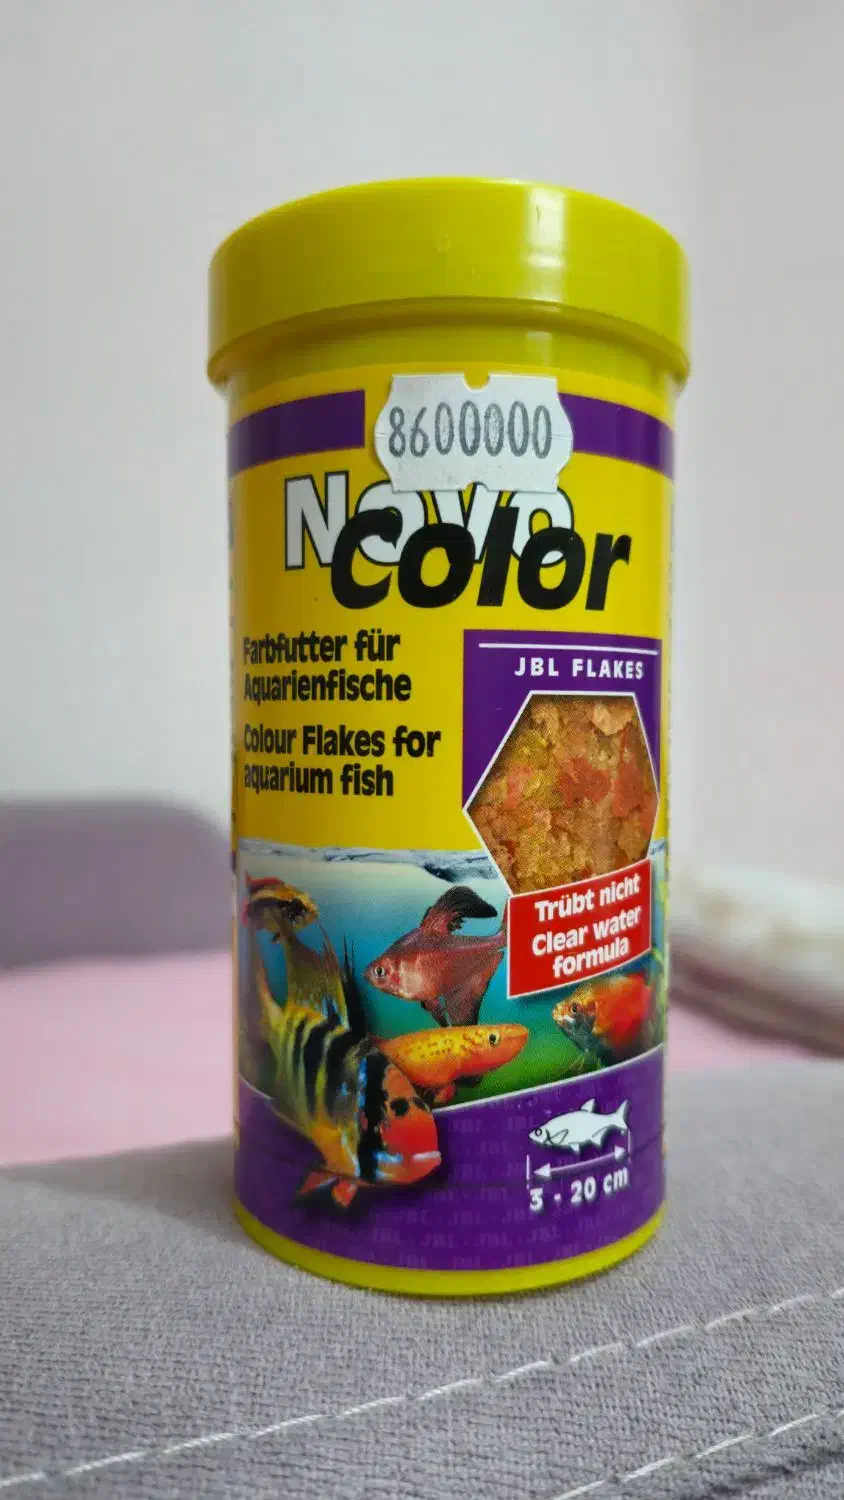 8600000
Novo
Color
Farbfutter für
Aquarienfische
Colour Flakes for
aquarium fish
JBL FLAKES
Trübt nicht
Clear water
formula
3 - 20 cm